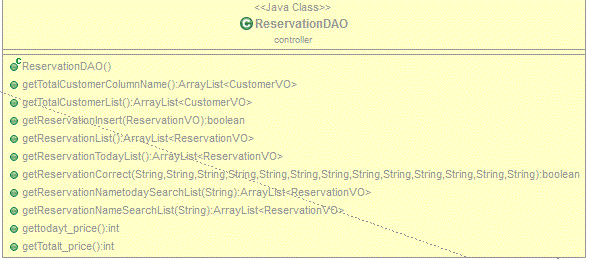 <<Java Class>>
ReservationDAO
controller
ReservationDAO()
getTotalCustomerColumnName():ArrayList<CustomerVO>
getTotalCustomerList():ArrayList<CustomerVO>
getReservationInsert(ReservationVO):boolean
getReservationList():ArrayList<ReservationVO>
getReservationTodayList():ArrayList<ReservationVO>
getReservationCorrect(String,String,String,String,String,String,String,String,String,String,String,String):boolean
getReservationNametodaySearchList(String):ArrayList<ReservationVO>
getReservationNameSearchList(String):ArrayList<ReservationVO>
gettodayt_price():int
getTotalt_price():int